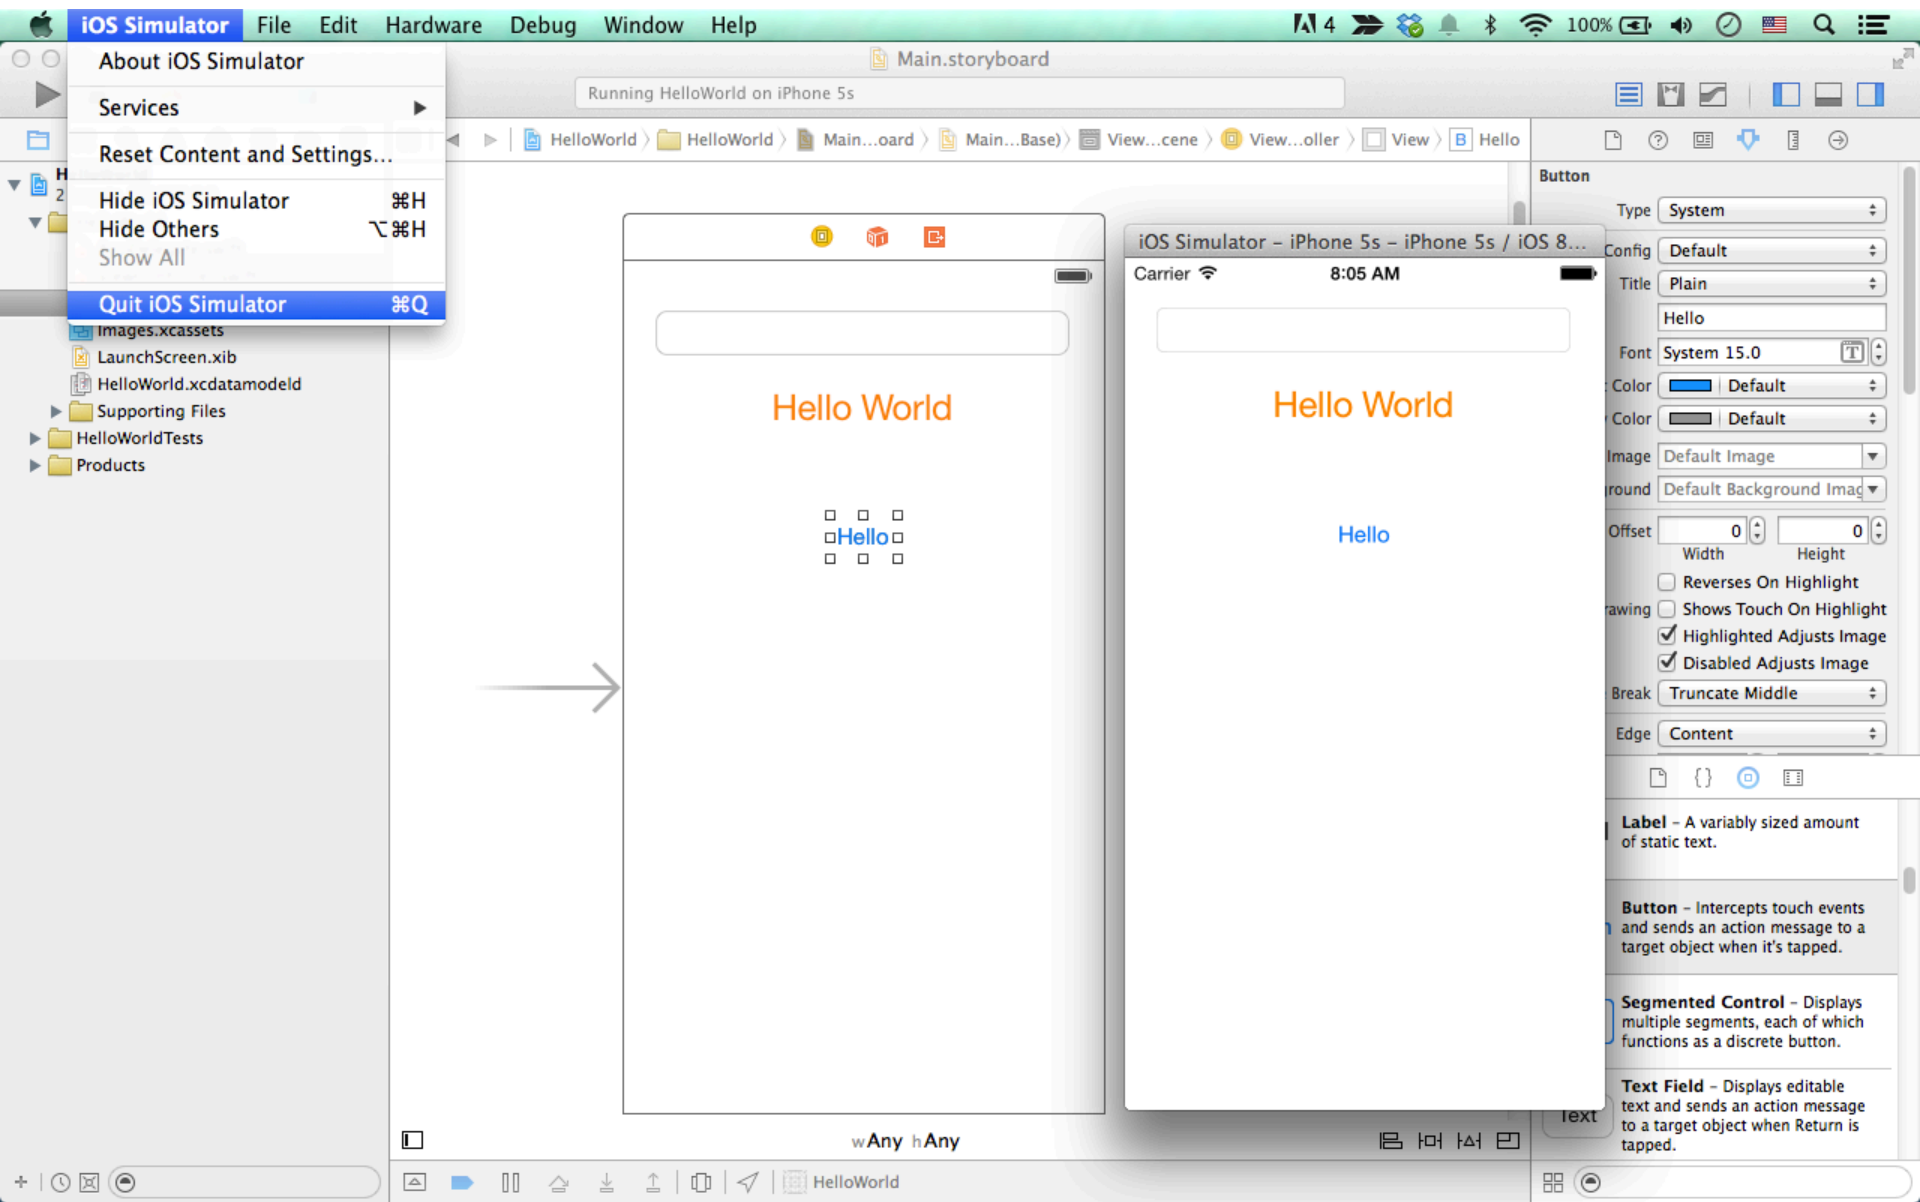 iOS Simulator File Edit Hardware Debug Window Help 4 100%
About iOS Simulator
Services
Reset Content and Settings...
Hide iOS Simulator ⌘H
Hide Others ⌥⌘H
Show All
Quit iOS Simulator ⌘Q
Main.storyboard
Running HelloWorld on iPhone 5s
HelloWorld HelloWorld Main...oard Main...Base) View...cene View...oller View B Hello
H
2
Images.xcassets
LaunchScreen.xib
HelloWorld.xcdatamodeld
Supporting Files
HelloWorldTests
Products
Hello World
Hello
wAny hAny
HelloWorld
iOS Simulator – iPhone 5s – iPhone 5s / iOS 8...
Carrier 8:05 AM
Hello World
Hello
Button
Type System
Config Default
Title Plain
Hello
Font System 15.0 T
Color Default
Color Default
Image Default Image
round Default Background Imag
Offset 0 0
Width Height
Reverses On Highlight
rawing Shows Touch On Highlight
Highlighted Adjusts Image
Disabled Adjusts Image
Break Truncate Middle
Edge Content
{}
Label – A variably sized amount
of static text.
Button – Intercepts touch events
and sends an action message to a
target object when it's tapped.
Segmented Control – Displays
multiple segments, each of which
functions as a discrete button.
Text
Text Field – Displays editable
text and sends an action message
to a target object when Return is
tapped.